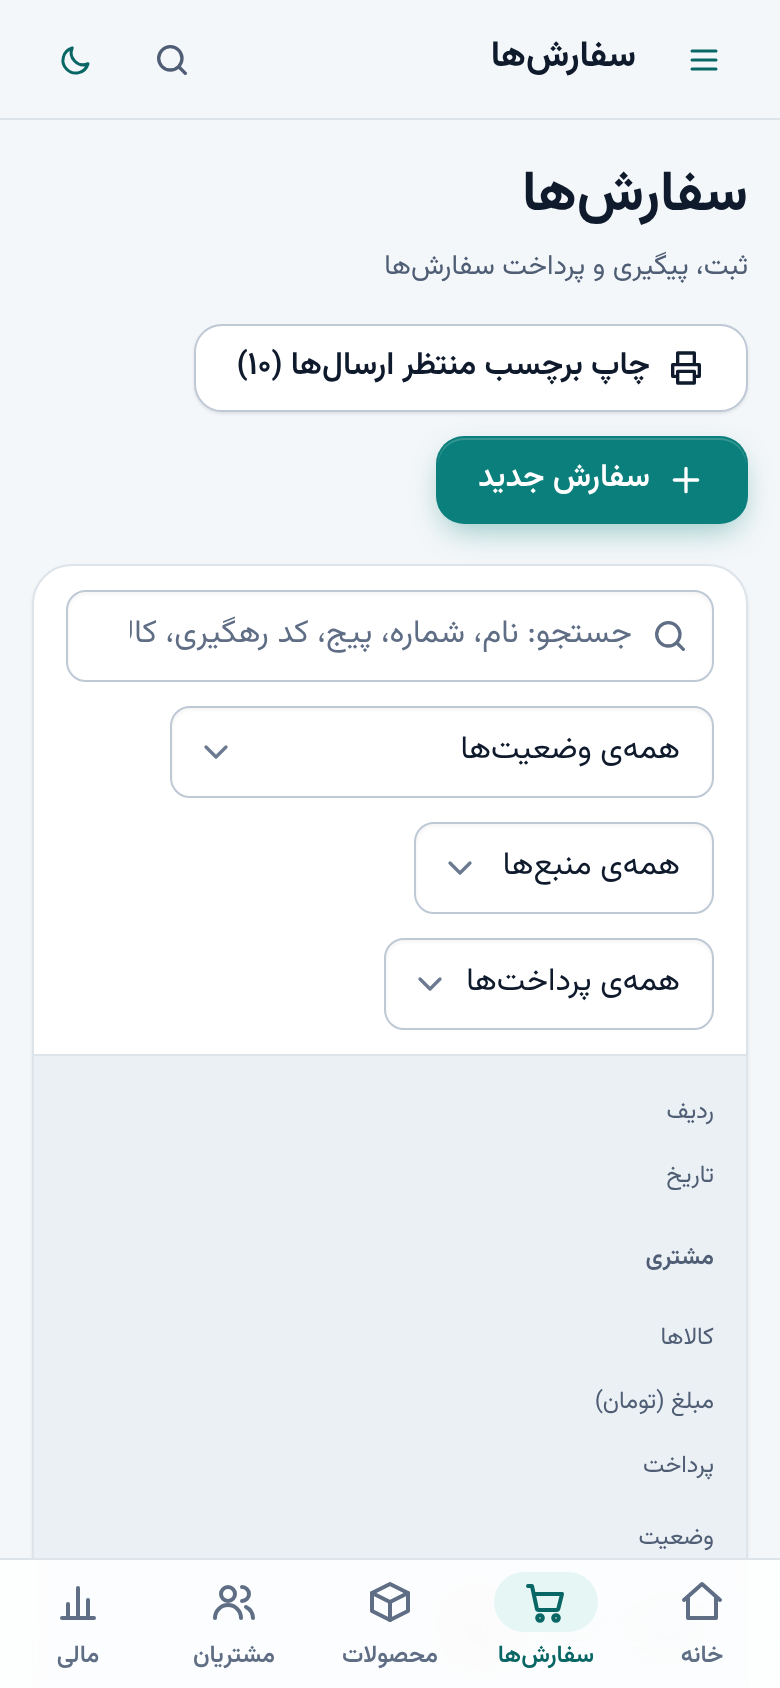 سفارش‌ها
سفارش‌ها
ثبت، پیگیری و پرداخت سفارش‌ها
چاپ برچسب منتظر ارسال‌ها (۱۰)
سفارش جدید
جستجو: نام، شماره، پیج، کد رهگیری، کالا
همه‌ی وضعیت‌ها
همه‌ی منبع‌ها
همه‌ی پرداخت‌ها
ردیف
تاریخ
مشتری
کالاها
مبلغ (تومان)
پرداخت
وضعیت
خانه
سفارش‌ها
محصولات
مشتریان
مالی